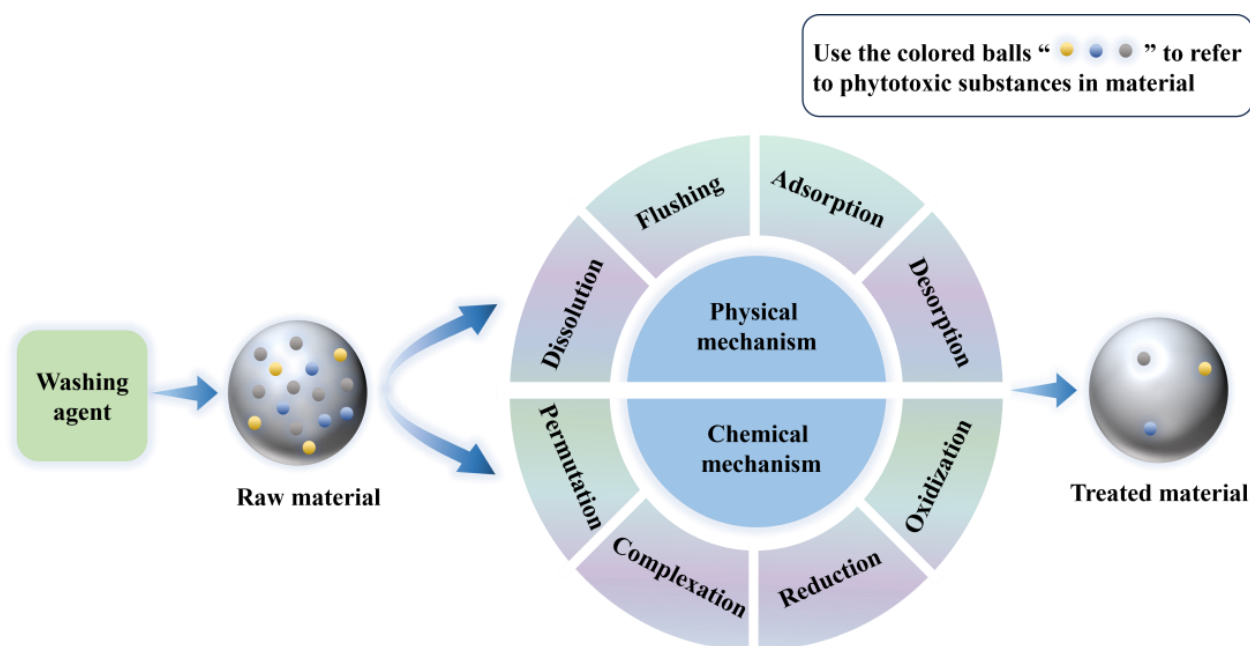 Use the colored balls “ ” to refer
to phytotoxic substances in material
Flushing
Adsorption
Dissolution
Desorption
Physical
mechanism
Washing
agent
Chemical
mechanism
Permutation
Oxidization
Complexation
Reduction
Raw material
Treated material